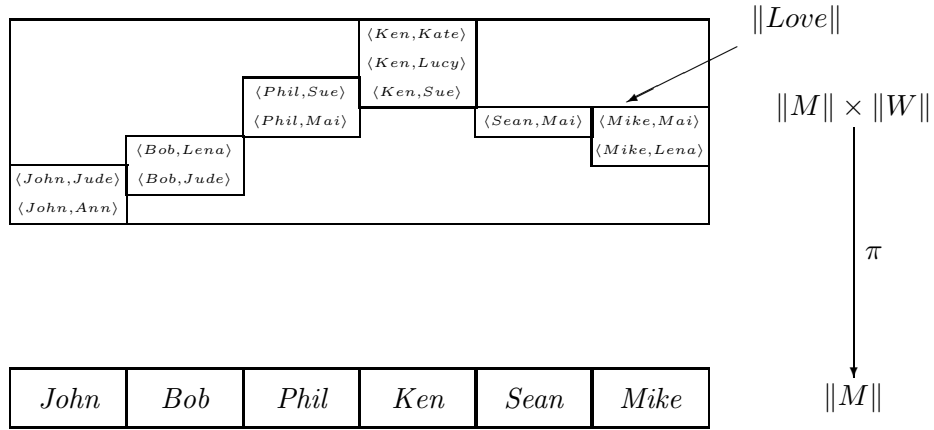 ‖Love‖
⟨Ken,Kate⟩
⟨Ken,Lucy⟩
⟨Phil,Sue⟩ ⟨Ken,Sue⟩
‖M‖ × ‖W‖
⟨Phil,Mai⟩ ⟨Sean,Mai⟩ ⟨Mike,Mai⟩
⟨Bob,Lena⟩ ⟨Mike,Lena⟩
⟨John,Jude⟩ ⟨Bob,Jude⟩
⟨John,Ann⟩
π
John Bob Phil Ken Sean Mike ‖M‖